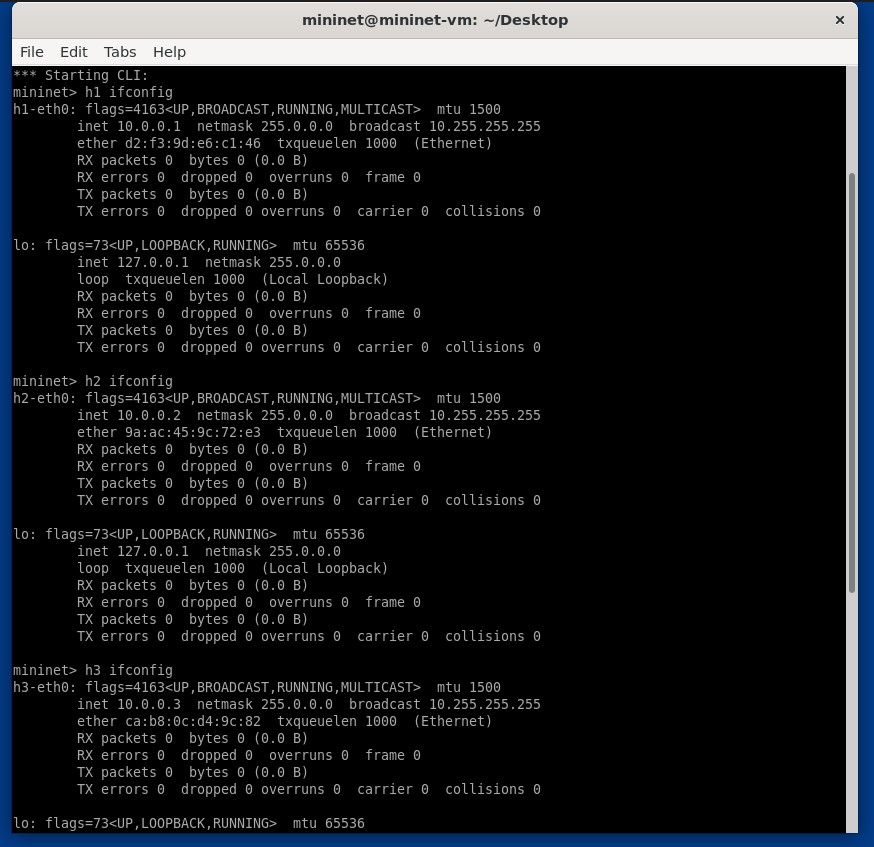 mininet@mininet-vm: ~/Desktop
×
File Edit Tabs Help
*** Starting CLI:
mininet> h1 ifconfig
h1-eth0: flags=4163<UP,BROADCAST,RUNNING,MULTICAST>  mtu 1500
        inet 10.0.0.1  netmask 255.0.0.0  broadcast 10.255.255.255
        ether d2:f3:9d:e6:c1:46  txqueuelen 1000  (Ethernet)
        RX packets 0  bytes 0 (0.0 B)
        RX errors 0  dropped 0  overruns 0  frame 0
        TX packets 0  bytes 0 (0.0 B)
        TX errors 0  dropped 0 overruns 0  carrier 0  collisions 0

lo: flags=73<UP,LOOPBACK,RUNNING>  mtu 65536
        inet 127.0.0.1  netmask 255.0.0.0
        loop  txqueuelen 1000  (Local Loopback)
        RX packets 0  bytes 0 (0.0 B)
        RX errors 0  dropped 0  overruns 0  frame 0
        TX packets 0  bytes 0 (0.0 B)
        TX errors 0  dropped 0 overruns 0  carrier 0  collisions 0

mininet> h2 ifconfig
h2-eth0: flags=4163<UP,BROADCAST,RUNNING,MULTICAST>  mtu 1500
        inet 10.0.0.2  netmask 255.0.0.0  broadcast 10.255.255.255
        ether 9a:ac:45:9c:72:e3  txqueuelen 1000  (Ethernet)
        RX packets 0  bytes 0 (0.0 B)
        RX errors 0  dropped 0  overruns 0  frame 0
        TX packets 0  bytes 0 (0.0 B)
        TX errors 0  dropped 0 overruns 0  carrier 0  collisions 0

lo: flags=73<UP,LOOPBACK,RUNNING>  mtu 65536
        inet 127.0.0.1  netmask 255.0.0.0
        loop  txqueuelen 1000  (Local Loopback)
        RX packets 0  bytes 0 (0.0 B)
        RX errors 0  dropped 0  overruns 0  frame 0
        TX packets 0  bytes 0 (0.0 B)
        TX errors 0  dropped 0 overruns 0  carrier 0  collisions 0

mininet> h3 ifconfig
h3-eth0: flags=4163<UP,BROADCAST,RUNNING,MULTICAST>  mtu 1500
        inet 10.0.0.3  netmask 255.0.0.0  broadcast 10.255.255.255
        ether ca:b8:0c:d4:9c:82  txqueuelen 1000  (Ethernet)
        RX packets 0  bytes 0 (0.0 B)
        RX errors 0  dropped 0  overruns 0  frame 0
        TX packets 0  bytes 0 (0.0 B)
        TX errors 0  dropped 0 overruns 0  carrier 0  collisions 0

lo: flags=73<UP,LOOPBACK,RUNNING>  mtu 65536